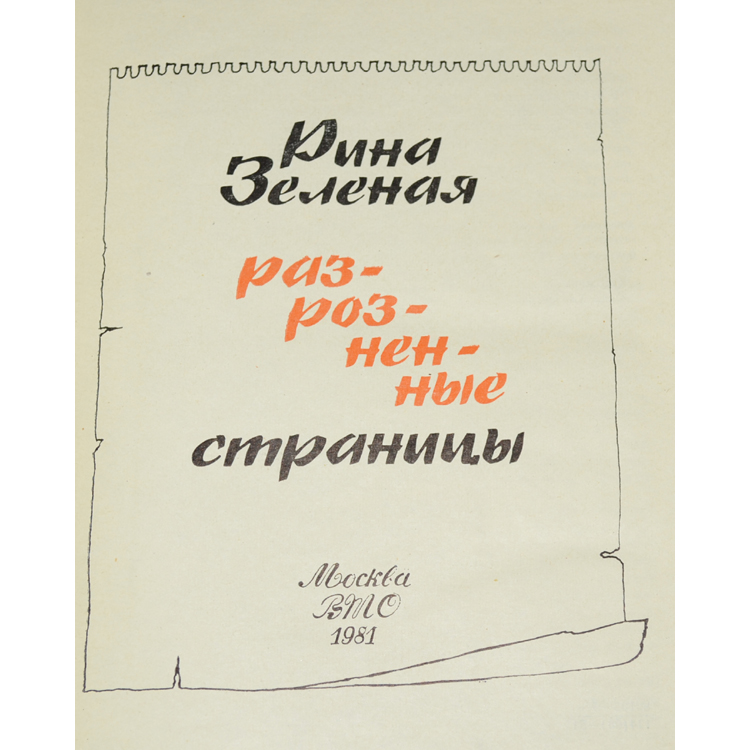 Рина
Зеленая
раз-
роз-
нен-
ные
страницы
Москва
ВТО
1981